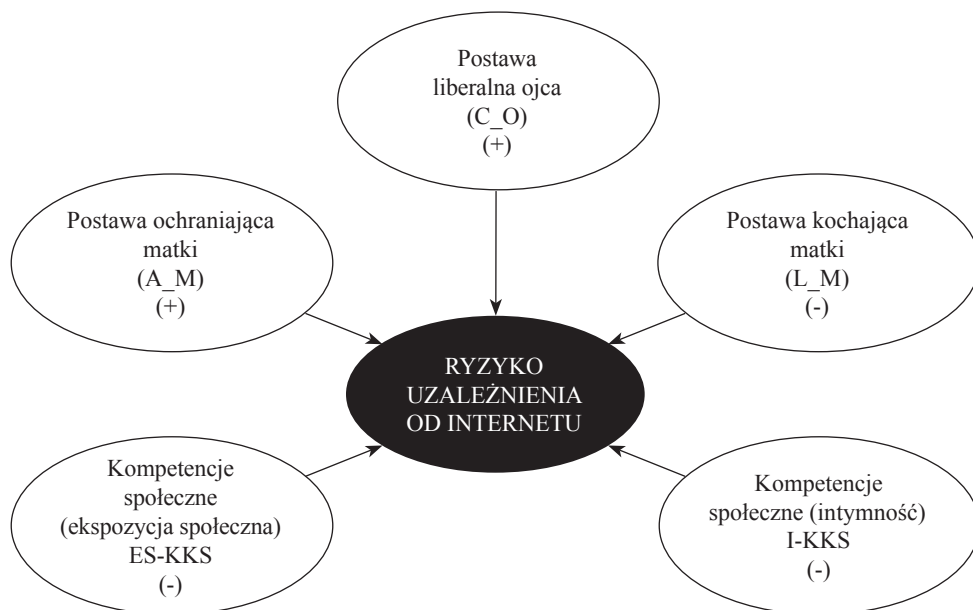 Postawa
liberalna ojca
(C_O)
(+)
Postawa ochraniająca
matki
(A_M)
(+)
Postawa kochająca
matki
(L_M)
(-)
RYZYKO
UZALEŻNIENIA
OD INTERNETU
Kompetencje
społeczne
(ekspozycja społeczna)
ES-KKS
(-)
Kompetencje
społeczne (intymność)
I-KKS
(-)